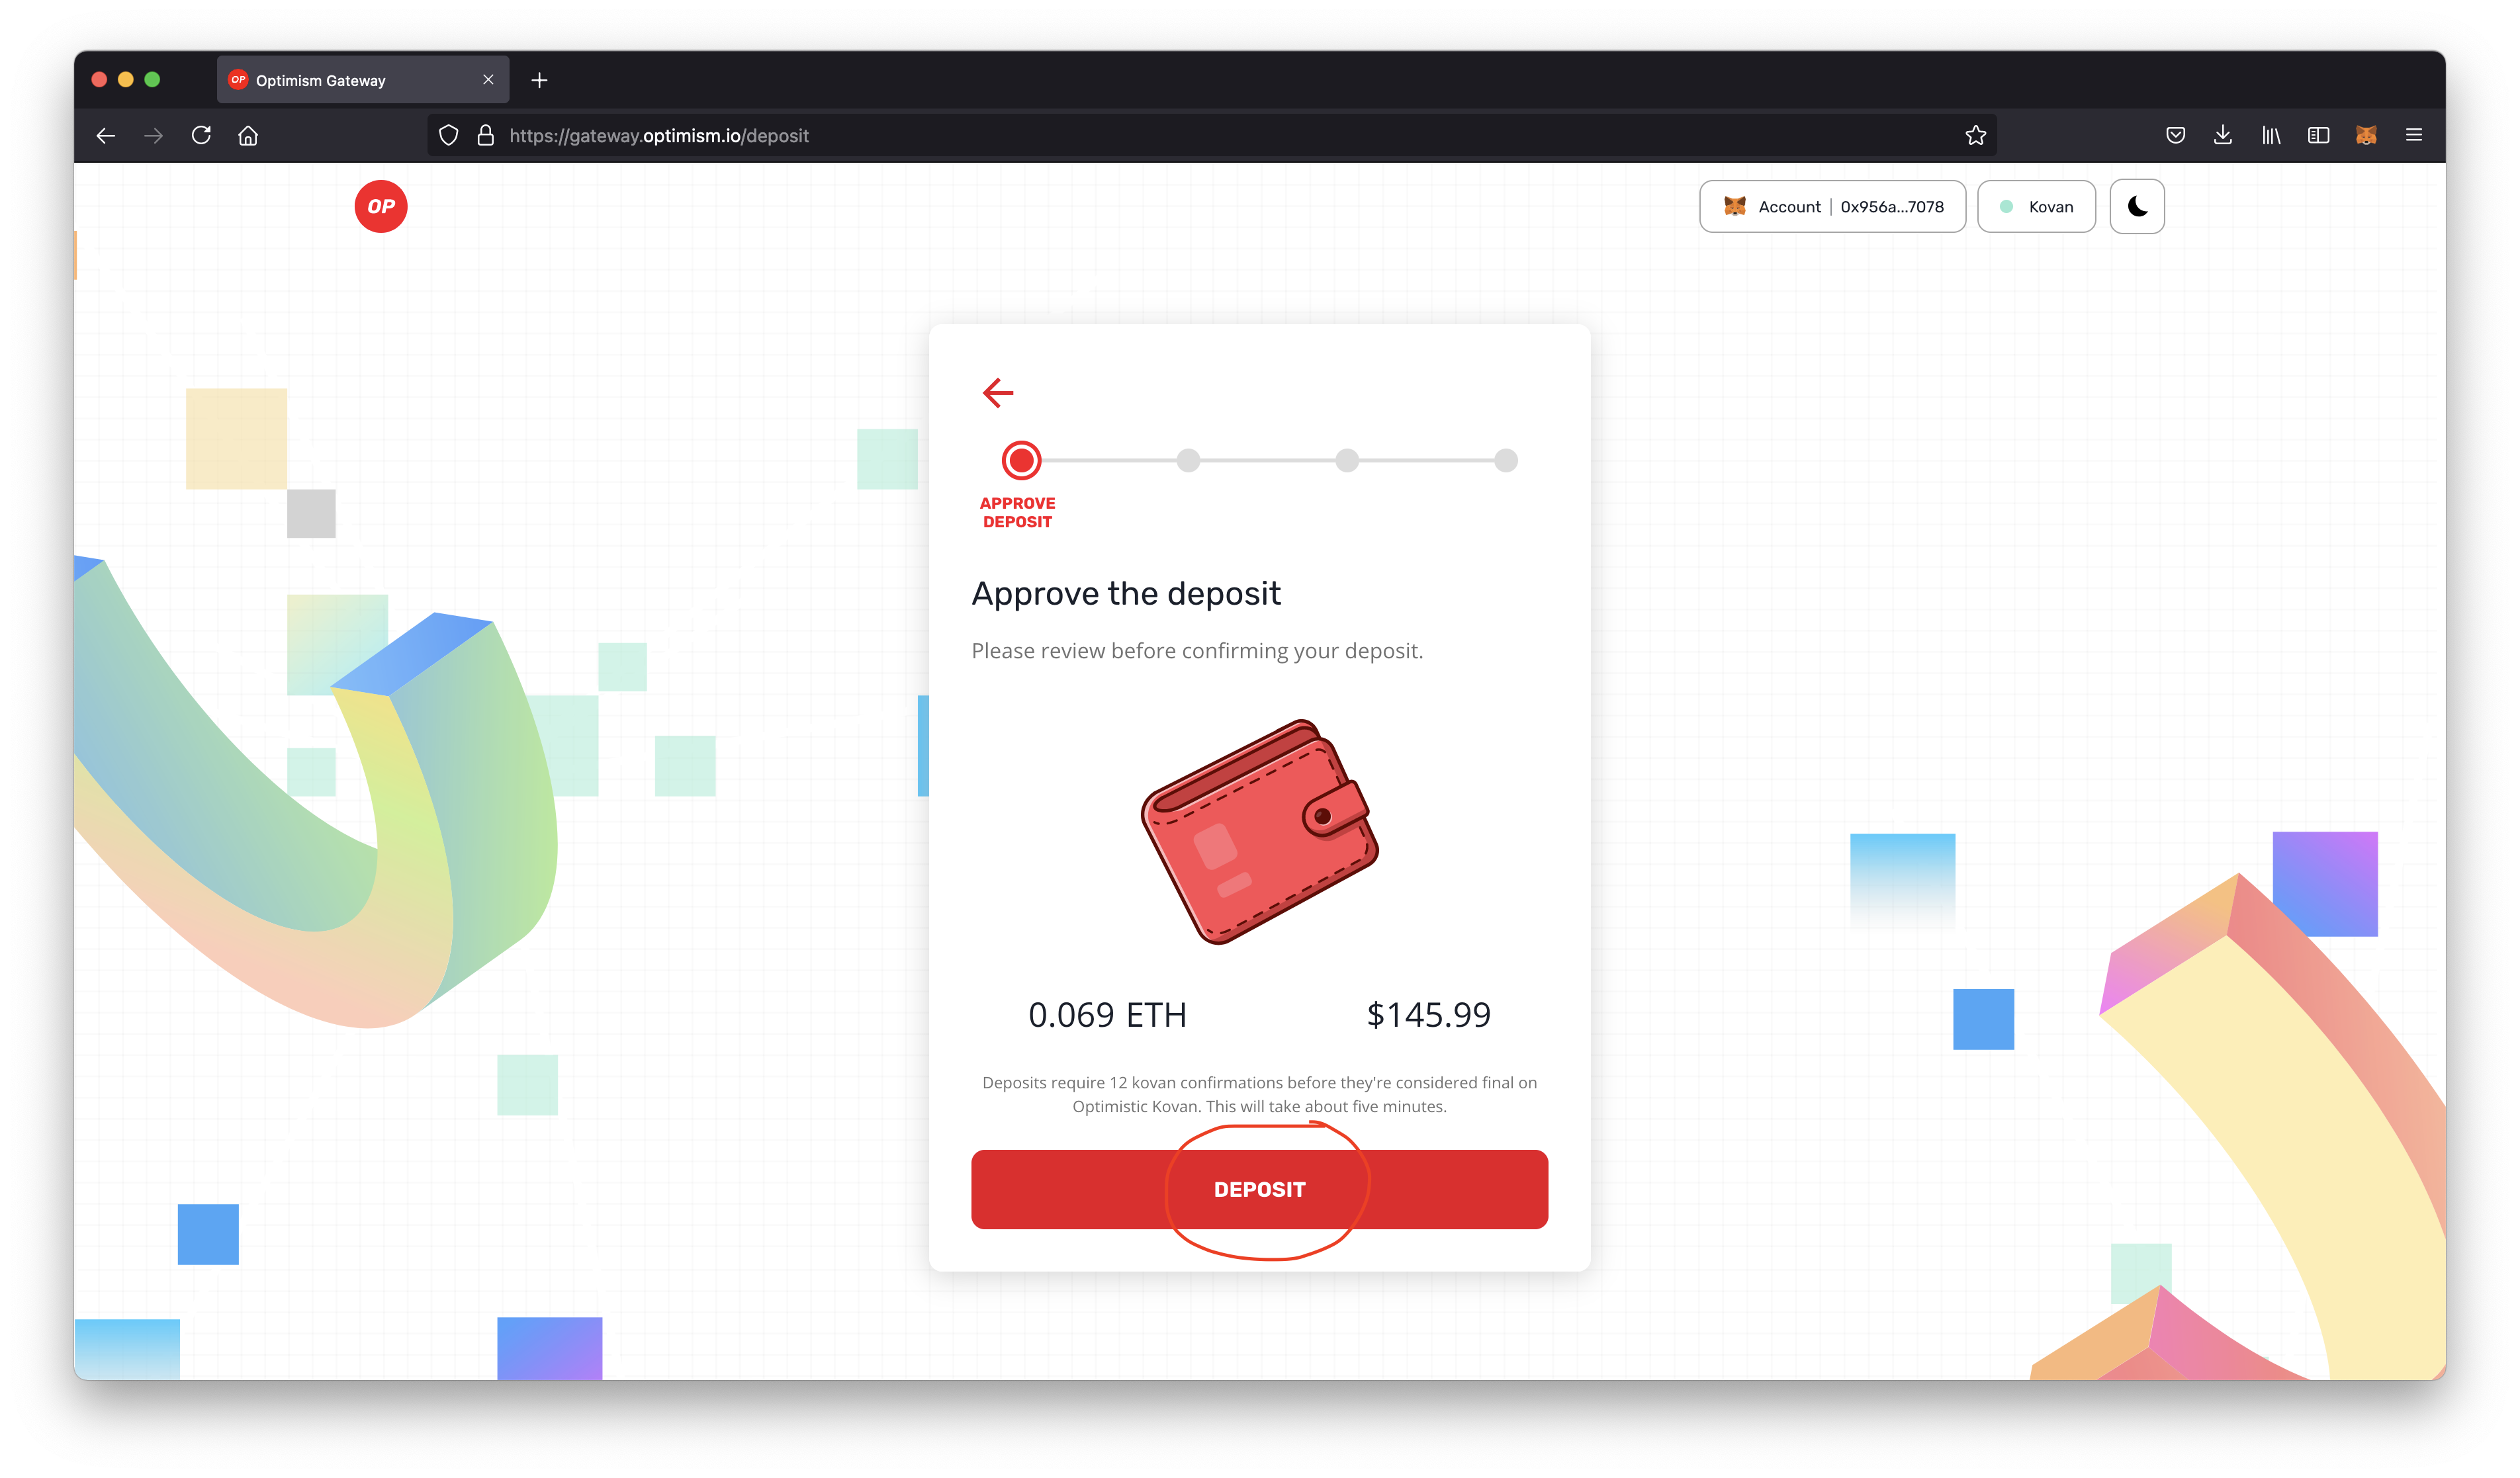 OP Optimism Gateway
https://gateway.optimism.io/deposit
OP
Account | 0x956a...7078
Kovan
APPROVE
DEPOSIT
Approve the deposit
Please review before confirming your deposit.
0.069 ETH
$145.99
Deposits require 12 kovan confirmations before they're considered final on
Optimistic Kovan. This will take about five minutes.
DEPOSIT